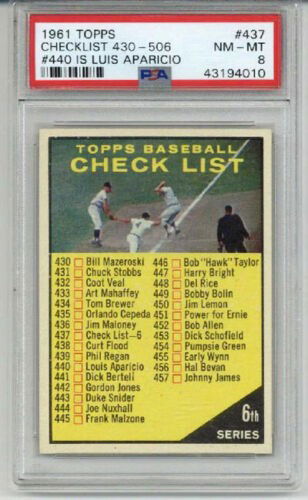 1961 TOPPS #437
CHECKLIST 430-506 NM-MT
#440 IS LUIS APARICIO PSA 8
43194010
TOPPS BASEBALL
CHECK LIST
430 Bill Mazeroski
431 Chuck Stobbs
432 Coot Veal
433 Art Mahaffey
434 Tom Brewer
435 Orlando Cepeda
436 Jim Maloney
437 Check List—6
438 Curt Flood
439 Phil Regan
440 Louis Aparicio
441 Dick Bertell
442 Gordon Jones
443 Duke Snider
444 Joe Nuxhall
445 Frank Malzone
446 Bob "Hawk" Taylor
447 Harry Bright
448 Del Rice
449 Bobby Bolin
450 Jim Lemon
451 Power for Ernie
452 Bob Allen
453 Dick Schofield
454 Pumpsie Green
455 Early Wynn
456 Hal Bevan
457 Johnny James
6th
SERIES